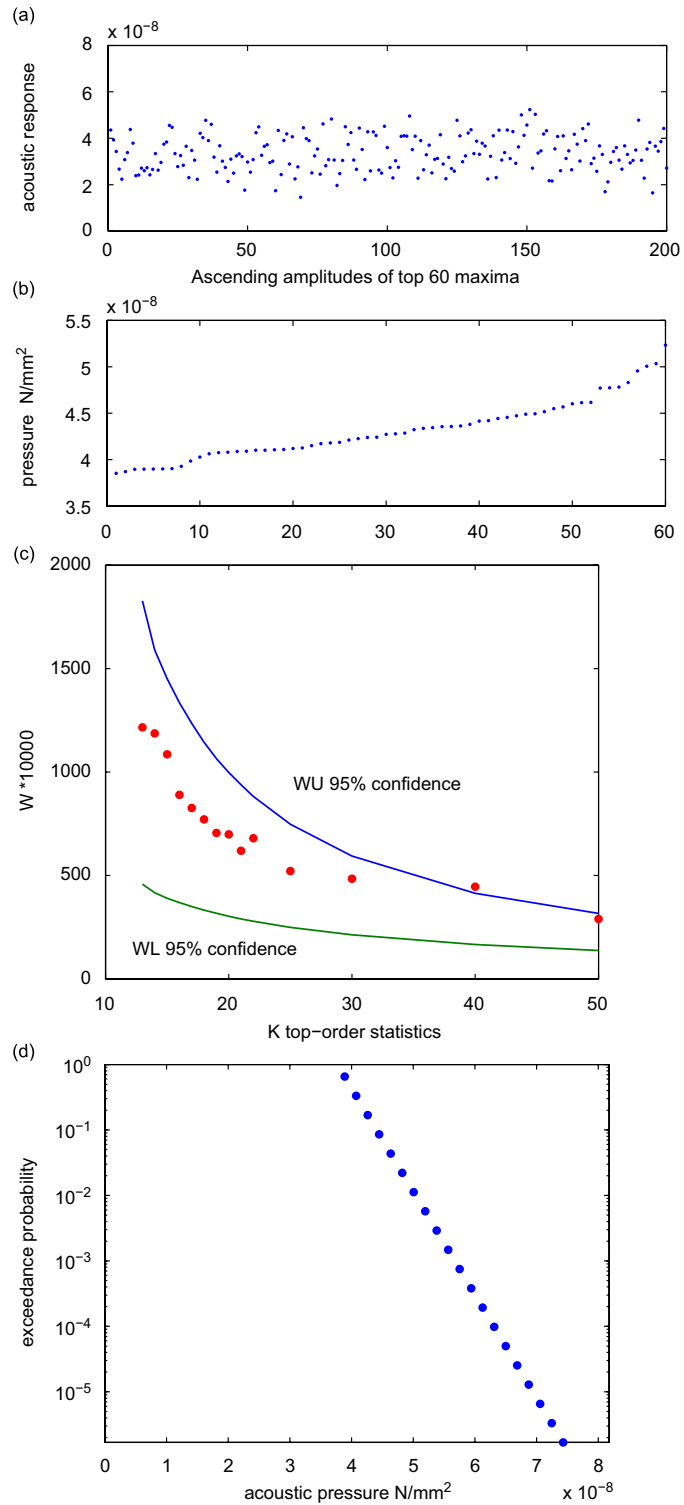 (a)
x 10−8
acoustic response
8
6
4
2
0
0 50 100 150 200
Ascending amplitudes of top 60 maxima
(b)
x 10−8
pressure N/mm2
5.5
5
4.5
4
3.5
0 10 20 30 40 50 60
(c)
W *10000
2000
1500
1000
500
0
WU 95% confidence
WL 95% confidence
10 20 30 40 50
K top−order statistics
(d)
exceedance probability
10^0
10^−1
10^−2
10^−3
10^−4
10^−5
0 1 2 3 4 5 6 7 8
acoustic pressure N/mm2
x 10−8